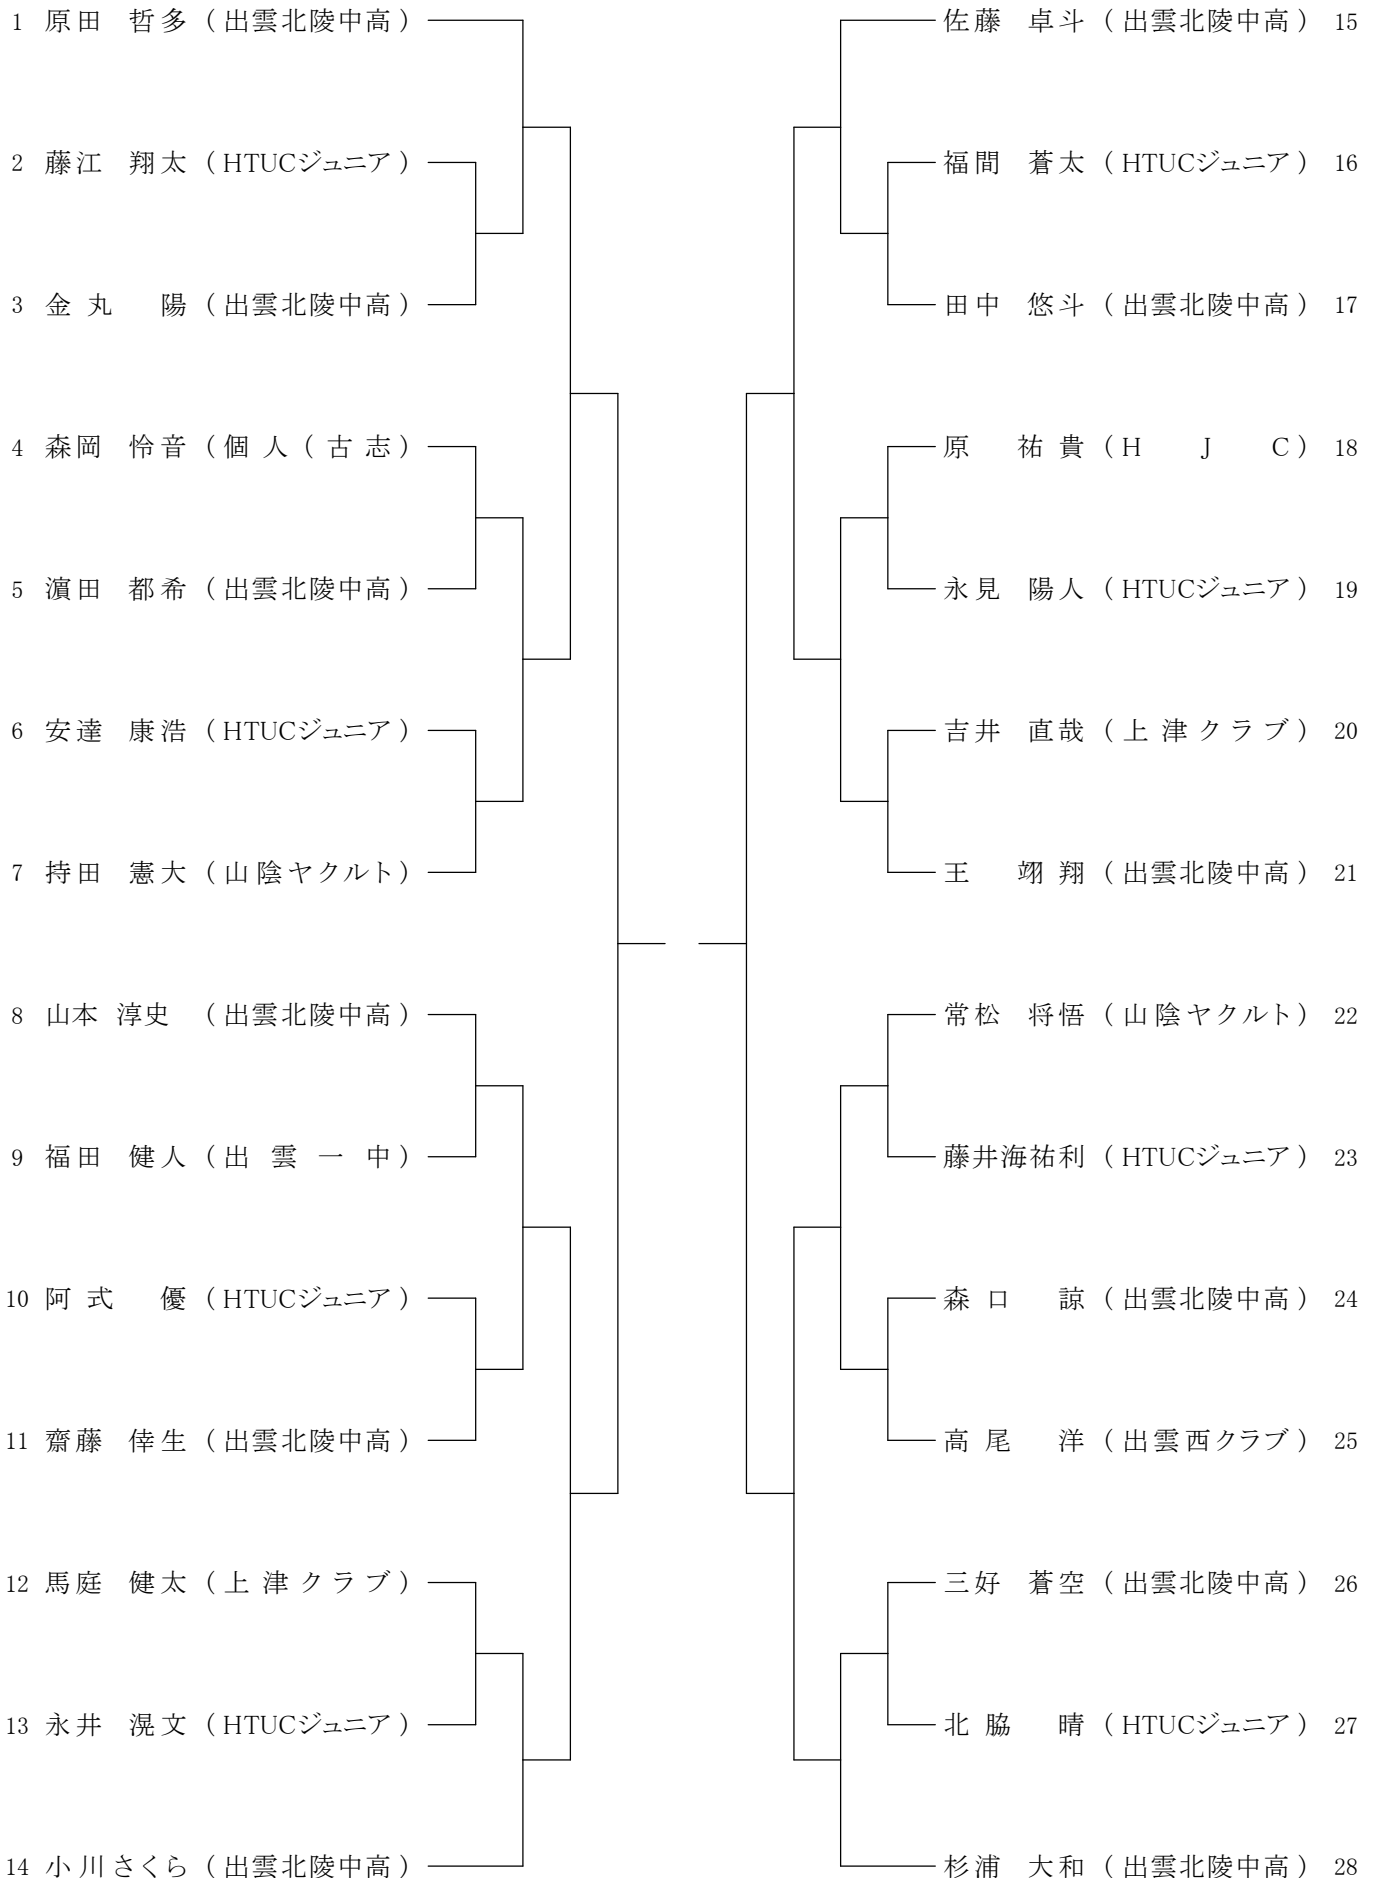 1 原田 哲多 (出雲北陵中高)
2 藤江 翔太 (HTUCジュニア)
3 金丸 陽 (出雲北陵中高)
4 森岡 怜音 (個人(古志)
5 濵田 都希 (出雲北陵中高)
6 安達 康浩 (HTUCジュニア)
7 持田 憲大 (山陰ヤクルト)
8 山本 淳史 (出雲北陵中高)
9 福田 健人 (出雲一中)
10 阿式 優 (HTUCジュニア)
11 齋藤 倖生 (出雲北陵中高)
12 馬庭 健太 (上津クラブ)
13 永井 滉文 (HTUCジュニア)
14 小川さくら (出雲北陵中高)
佐藤 卓斗 (出雲北陵中高) 15
福間 蒼太 (HTUCジュニア) 16
田中 悠斗 (出雲北陵中高) 17
原 祐貴 (H J C) 18
永見 陽人 (HTUCジュニア) 19
吉井 直哉 (上津クラブ) 20
王 翊翔 (出雲北陵中高) 21
常松 将悟 (山陰ヤクルト) 22
藤井海祐利 (HTUCジュニア) 23
森口 諒 (出雲北陵中高) 24
高尾 洋 (出雲西クラブ) 25
三好 蒼空 (出雲北陵中高) 26
北脇 晴 (HTUCジュニア) 27
杉浦 大和 (出雲北陵中高) 28